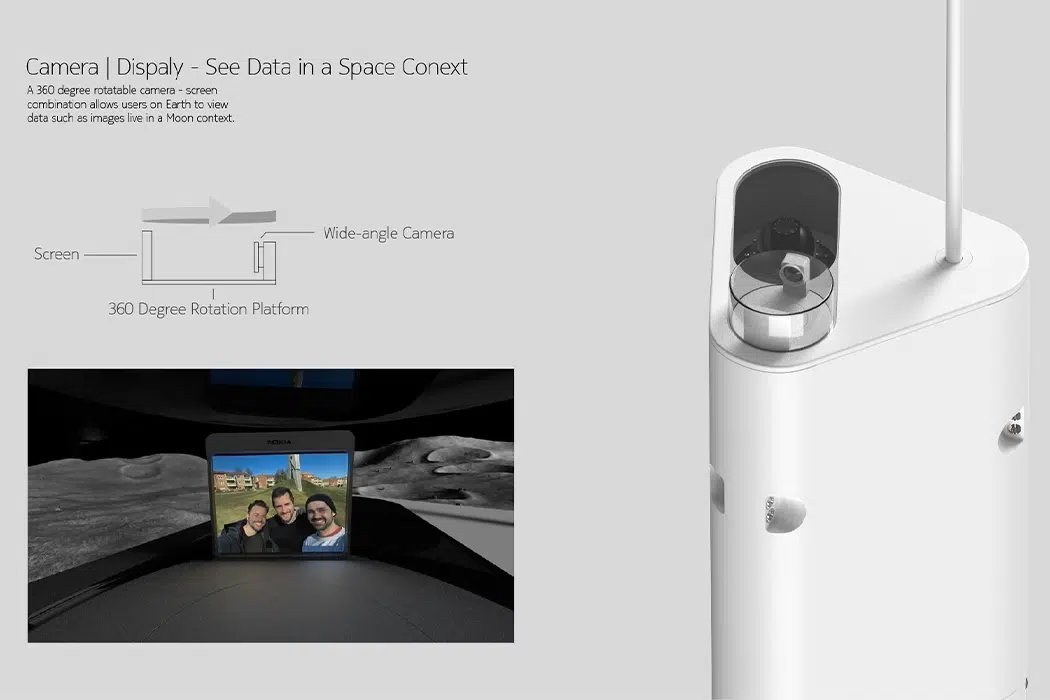 Camera | Dispaly - See Data in a Space Conext
A 360 degree rotatable camera - screen
combination allows users on Earth to view
data such as images live in a Moon context.
Wide-angle Camera
Screen
360 Degree Rotation Platform
NOKIA